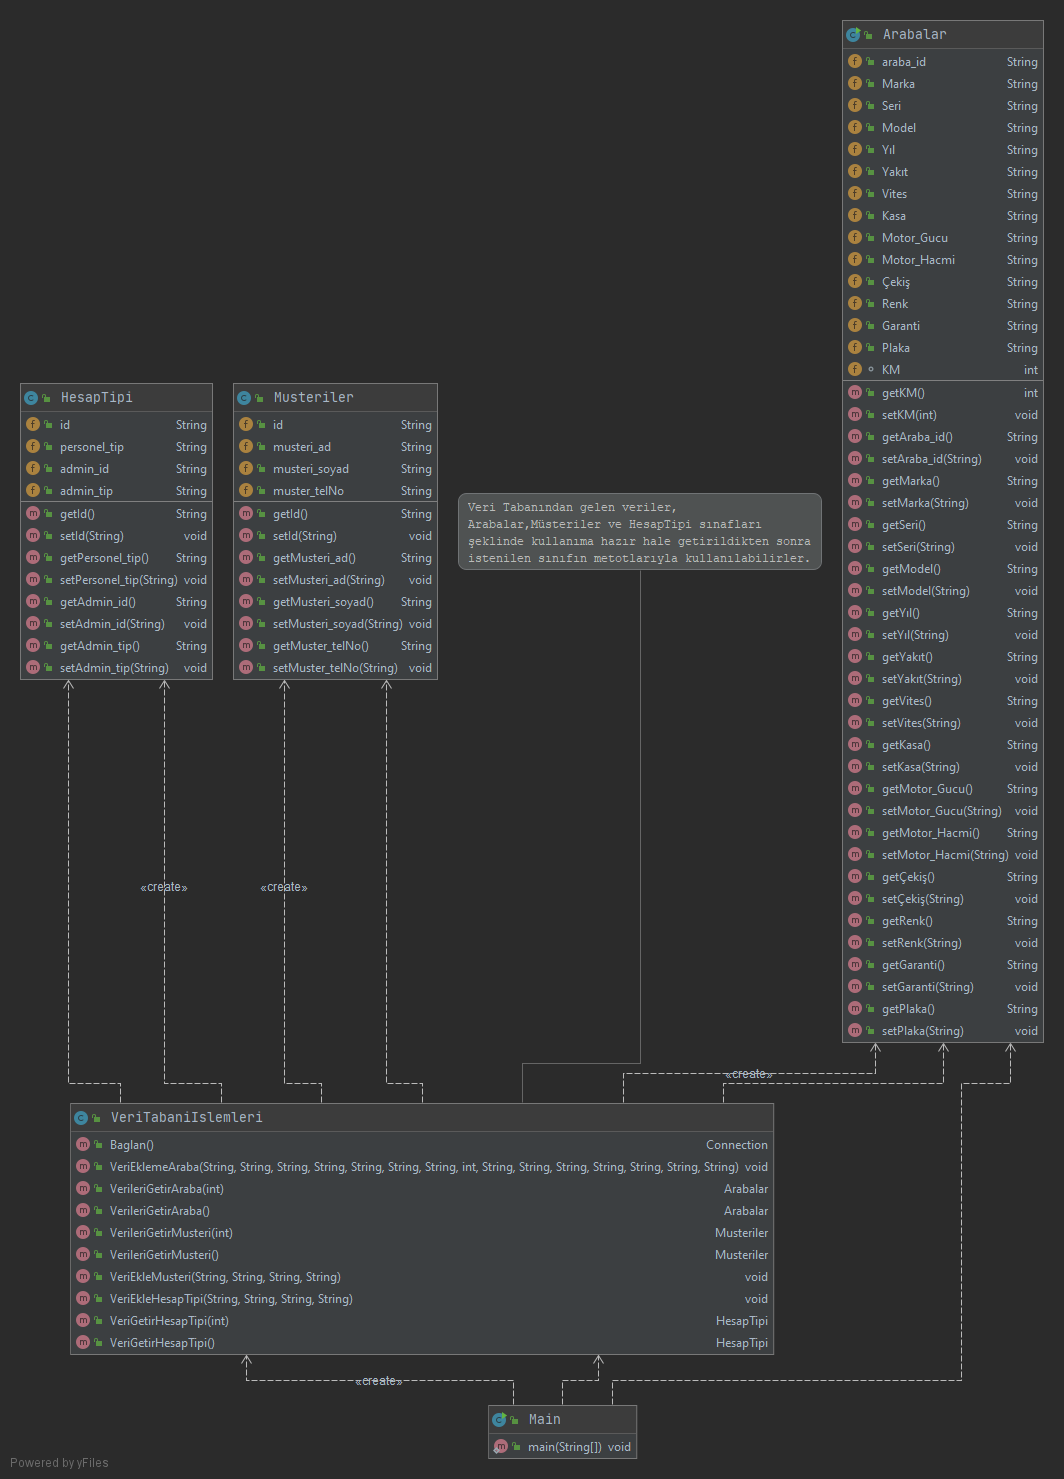 Arabalar
araba_id String
Marka String
Seri String
Model String
Yıl String
Yakıt String
Vites String
Kasa String
Motor_Gucu String
Motor_Hacmi String
Çekiş String
Renk String
Garanti String
Plaka String
KM int
getKM() int
setKM(int) void
getAraba_id() String
setAraba_id(String) void
getMarka() String
setMarka(String) void
getSeri() String
setSeri(String) void
getModel() String
setModel(String) void
getYıl() String
setYıl(String) void
getYakıt() String
setYakıt(String) void
getVites() String
setVites(String) void
getKasa() String
setKasa(String) void
getMotor_Gucu() String
setMotor_Gucu(String) void
getMotor_Hacmi() String
setMotor_Hacmi(String) void
getÇekiş() String
setÇekiş(String) void
getRenk() String
setRenk(String) void
getGaranti() String
setGaranti(String) void
getPlaka() String
setPlaka(String) void
HesapTipi
id String
personel_tip String
admin_id String
admin_tip String
getId() String
setId(String) void
getPersonel_tip() String
setPersonel_tip(String) void
getAdmin_id() String
setAdmin_id(String) void
getAdmin_tip() String
setAdmin_tip(String) void
Musteriler
id String
musteri_ad String
musteri_soyad String
muster_telNo String
getId() String
setId(String) void
getMusteri_ad() String
setMusteri_ad(String) void
getMusteri_soyad() String
setMusteri_soyad(String) void
getMuster_telNo() String
setMuster_telNo(String) void
Veri Tabanından gelen veriler,
Arabalar,Müsteriler ve HesapTipi sınafları
şeklinde kullanıma hazır hale getirildikten sonra
istenilen sınıfın metotlarıyla kullanılabilirler.
«create»
«create»
«create»
VeriTabaniIslemleri
Baglan() Connection
VeriEklemeAraba(String, String, String, String, String, String, String, int, String, String, String, String, String, String, String) void
VerileriGetirAraba(int) Arabalar
VerileriGetirAraba() Arabalar
VerileriGetirMusteri(int) Musteriler
VerileriGetirMusteri() Musteriler
VeriEkleMusteri(String, String, String, String) void
VeriEkleHesapTipi(String, String, String, String) void
VeriGetirHesapTipi(int) HesapTipi
VeriGetirHesapTipi() HesapTipi
«create»
Main
main(String[]) void
Powered by yFiles